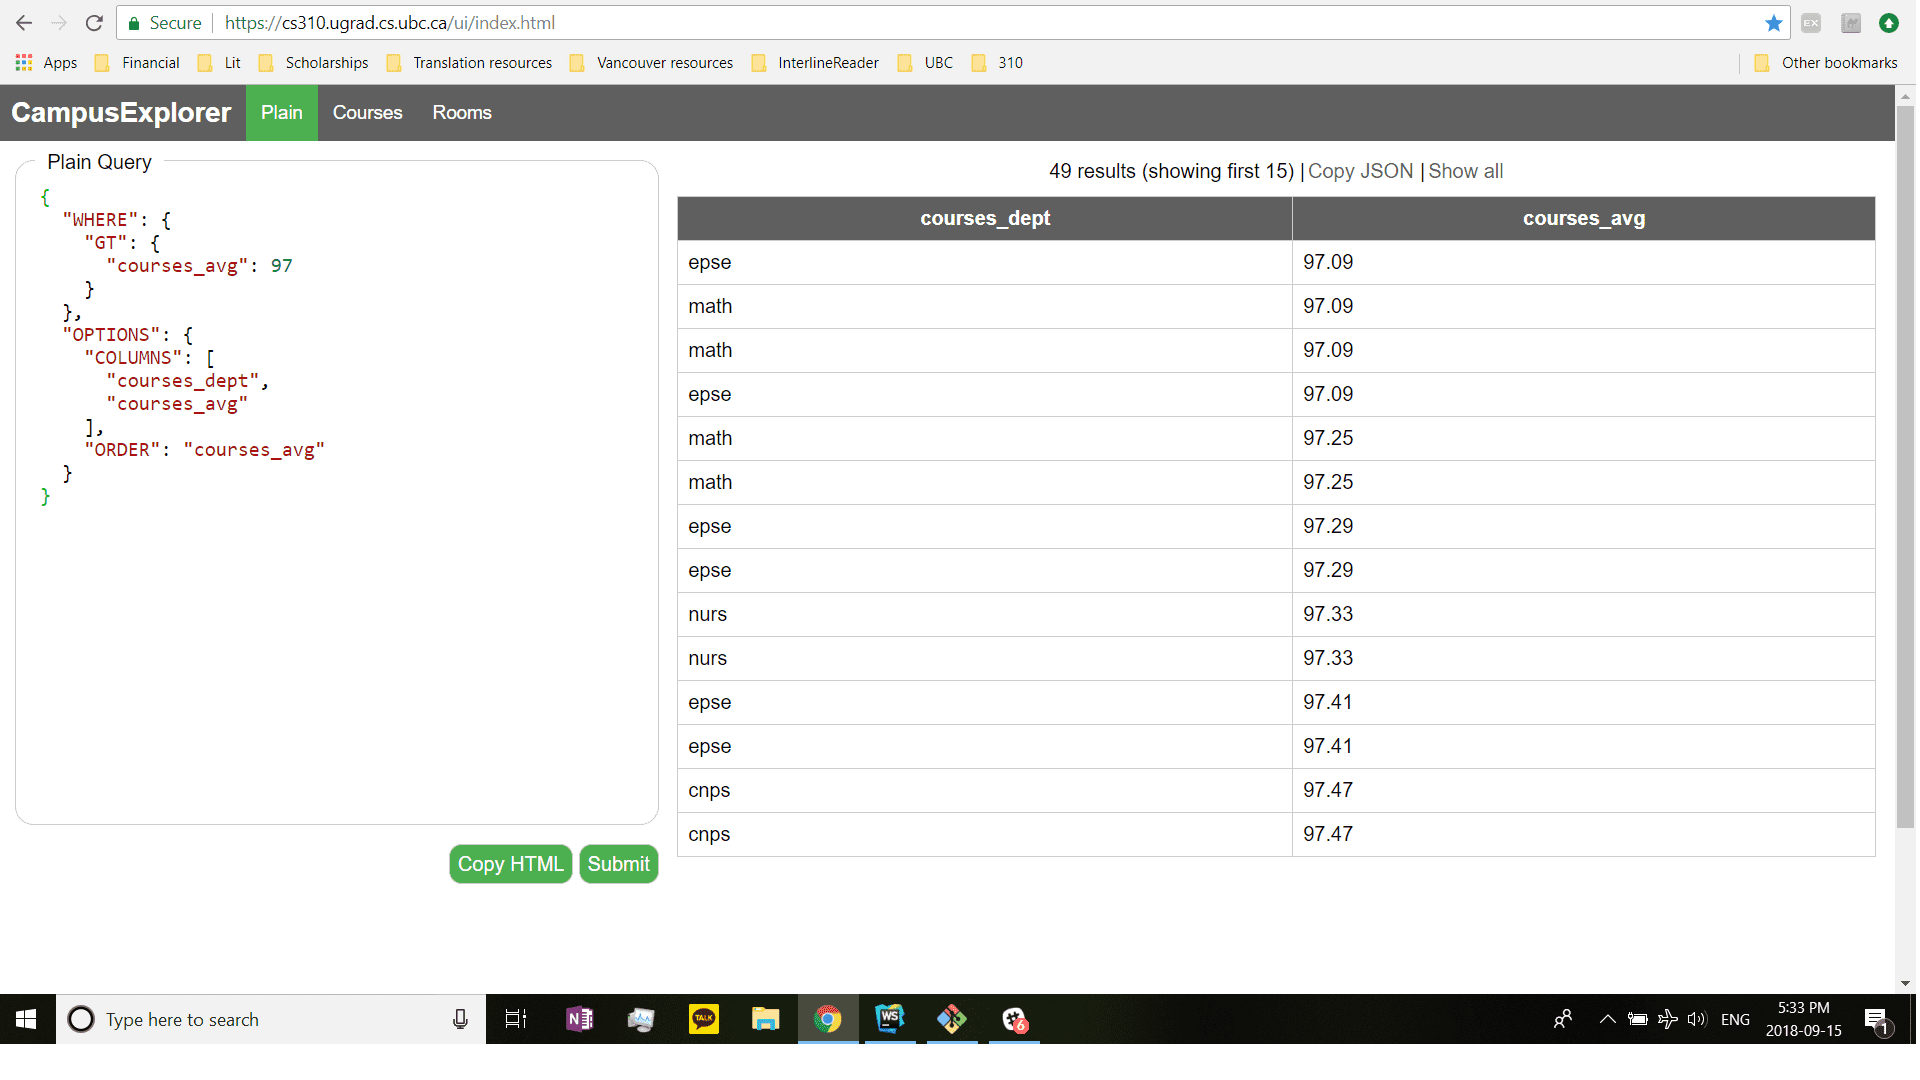 Secure https://cs310.ugrad.cs.ubc.ca/ui/index.html EX
Apps Financial Lit Scholarships Translation resources Vancouver resources InterlineReader UBC 310 Other bookmarks
CampusExplorer Plain Courses Rooms
Plain Query
{
  "WHERE": {
    "GT": {
      "courses_avg": 97
    }
  },
  "OPTIONS": {
    "COLUMNS": [
      "courses_dept",
      "courses_avg"
    ],
    "ORDER": "courses_avg"
  }
}
Copy HTML Submit
49 results (showing first 15) | Copy JSON | Show all
courses_dept courses_avg
epse 97.09
math 97.09
math 97.09
epse 97.09
math 97.25
math 97.25
epse 97.29
epse 97.29
nurs 97.33
nurs 97.33
epse 97.41
epse 97.41
cnps 97.47
cnps 97.47
Type here to search N TALK WS 6 ENG 5:33 PM 1
2018-09-15